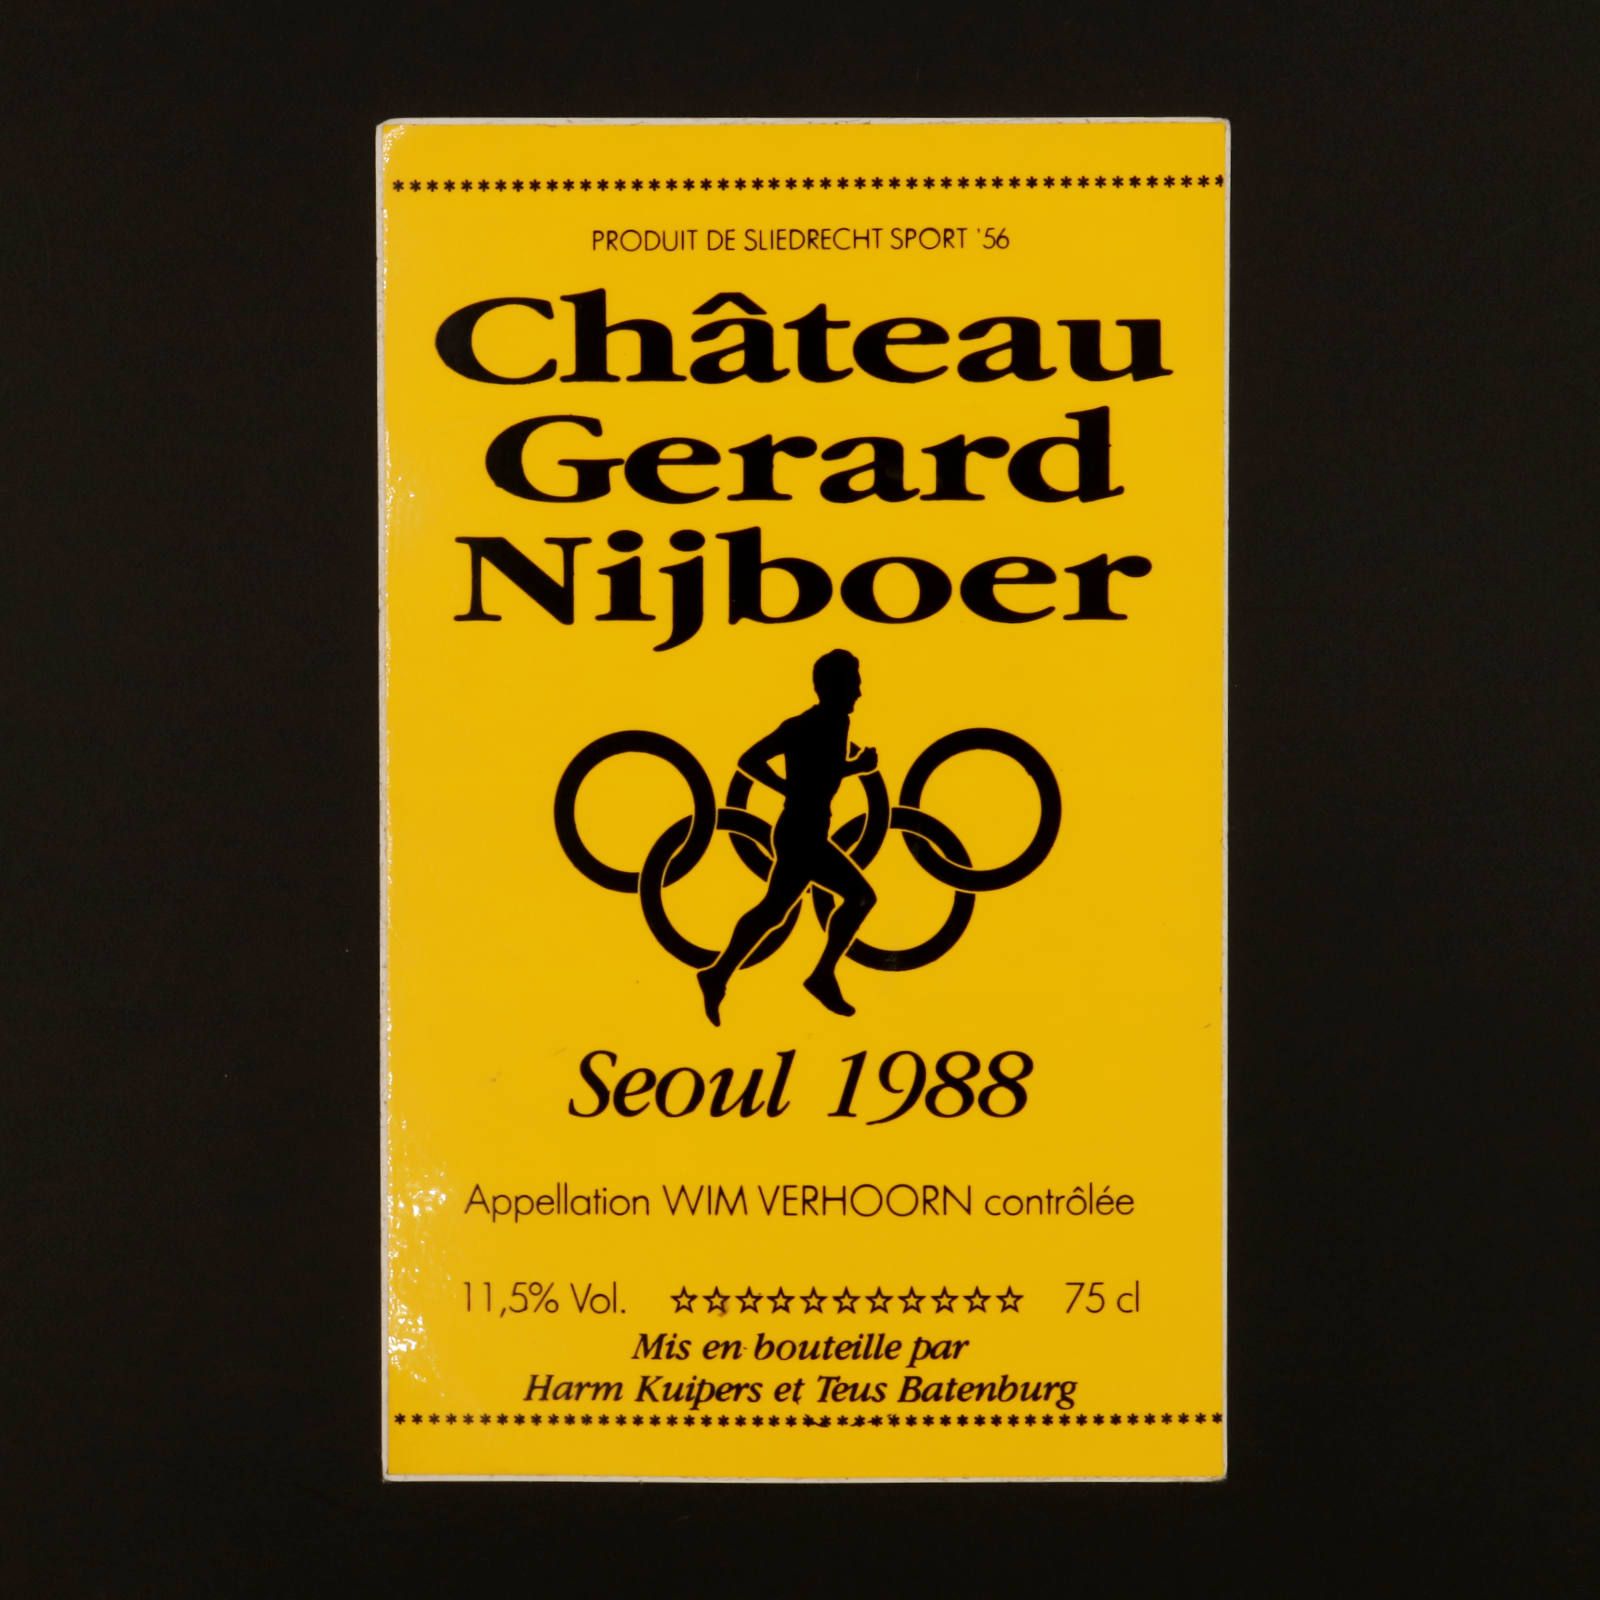 PRODUIT DE SLIEDRECHT SPORT '56
Château
Gerard
Nijboer
Seoul 1988
Appellation WIM VERHOORN contrôlée
11,5% Vol. ☆☆☆☆☆☆☆☆☆☆☆ 75 cl
Mis en bouteille par
Harm Kuipers et Teus Batenburg